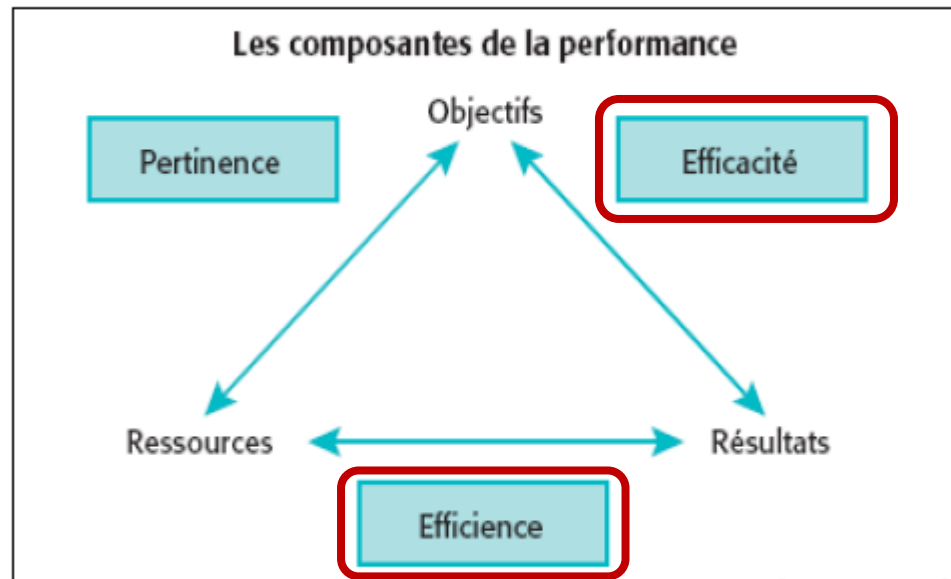 Les composantes de la performance
Objectifs
Pertinence
Efficacité
Ressources
Résultats
Efficience